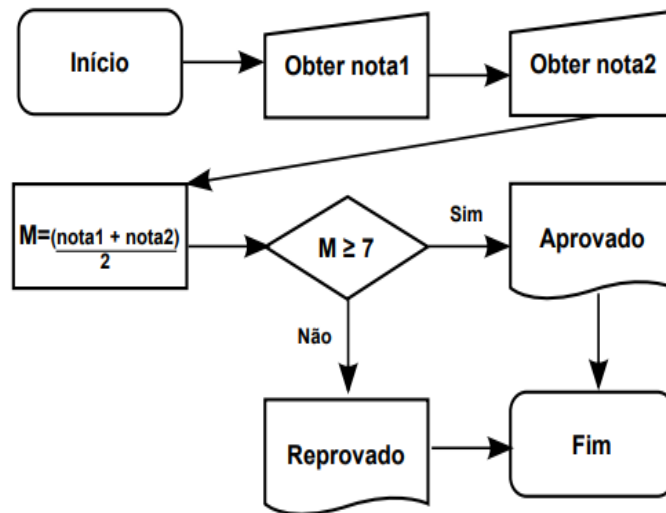 Início
Obter nota1
Obter nota2
M=(nota1 + nota2)
2
M ≥ 7
Sim
Aprovado
Não
Reprovado
Fim